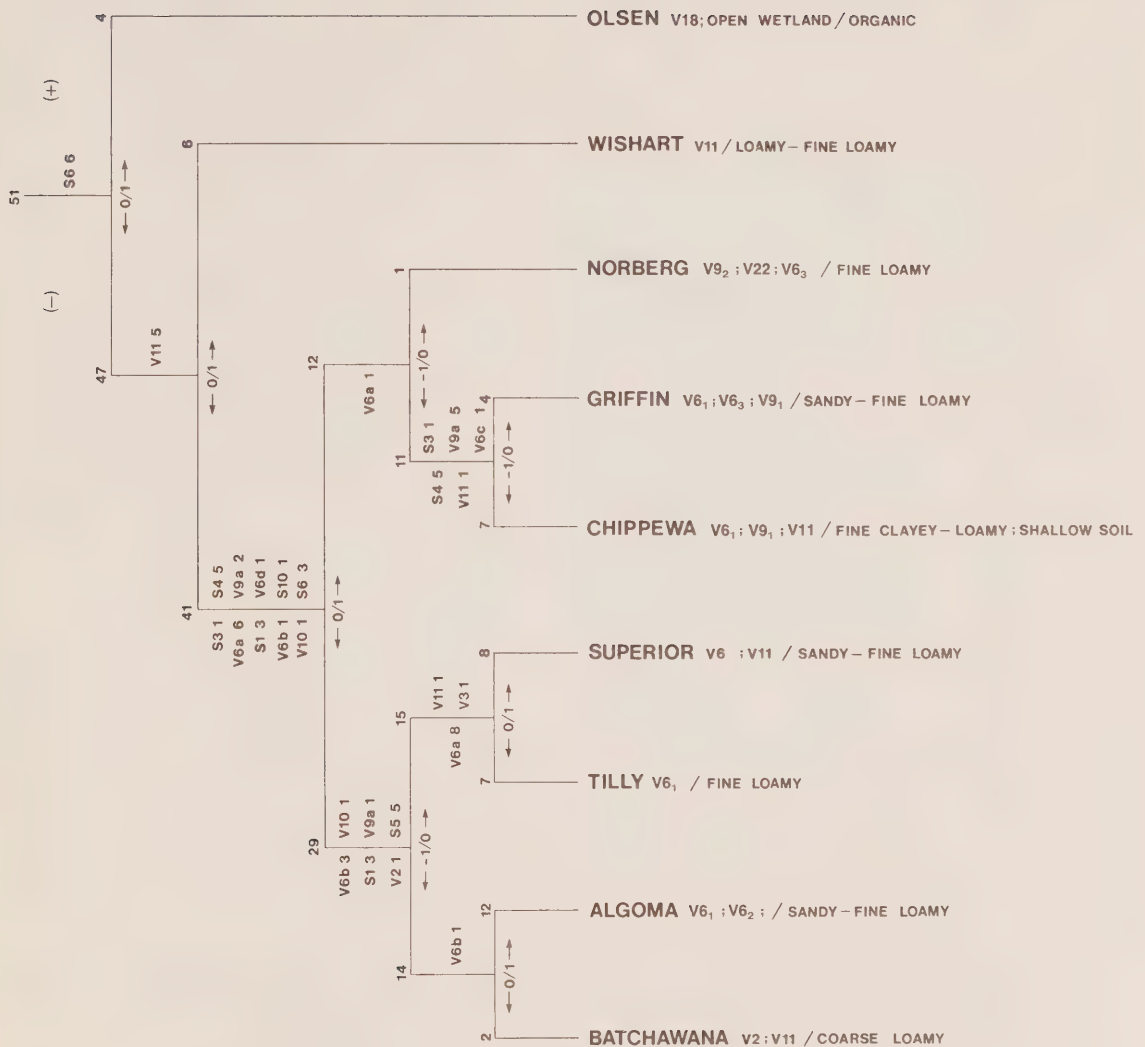 4
OLSEN V18; OPEN WETLAND / ORGANIC
(+)
S6 6
51
← 0/1 →
(−)
6
WISHART V11 / LOAMY – FINE LOAMY
47
V11 5
← 0/1 →
1
NORBERG V9₂ ; V22 ; V6₃ / FINE LOAMY
12
V6a 1
← -1/0 →
4
GRIFFIN V6₁ ; V6₃ ; V9₁ / SANDY – FINE LOAMY
11
S3 1
V9a 5
V6c 1
S4 5
V11 1
← -1/0 →
7
CHIPPEWA V6₁ ; V9₁ ; V11 / FINE CLAYEY – LOAMY ; SHALLOW SOIL
41
S4 5
V9a 2
V6d 1
S10 1
S6 3
S3 1
V6a 6
S1 3
V6b 1
V10 1
← 0/1 →
8
SUPERIOR V6 ; V11 / SANDY – FINE LOAMY
15
V11 1
V3 1
V6a 8
← 0/1 →
7
TILLY V6₁ / FINE LOAMY
29
V10 1
V9a 1
S5 5
V6b 3
S1 3
V2 1
← -1/0 →
12
ALGOMA V6₁ ; V6₂ ; / SANDY – FINE LOAMY
14
V6b 1
← 0/1 →
2
BATCHAWANA V2 ; V11 / COARSE LOAMY